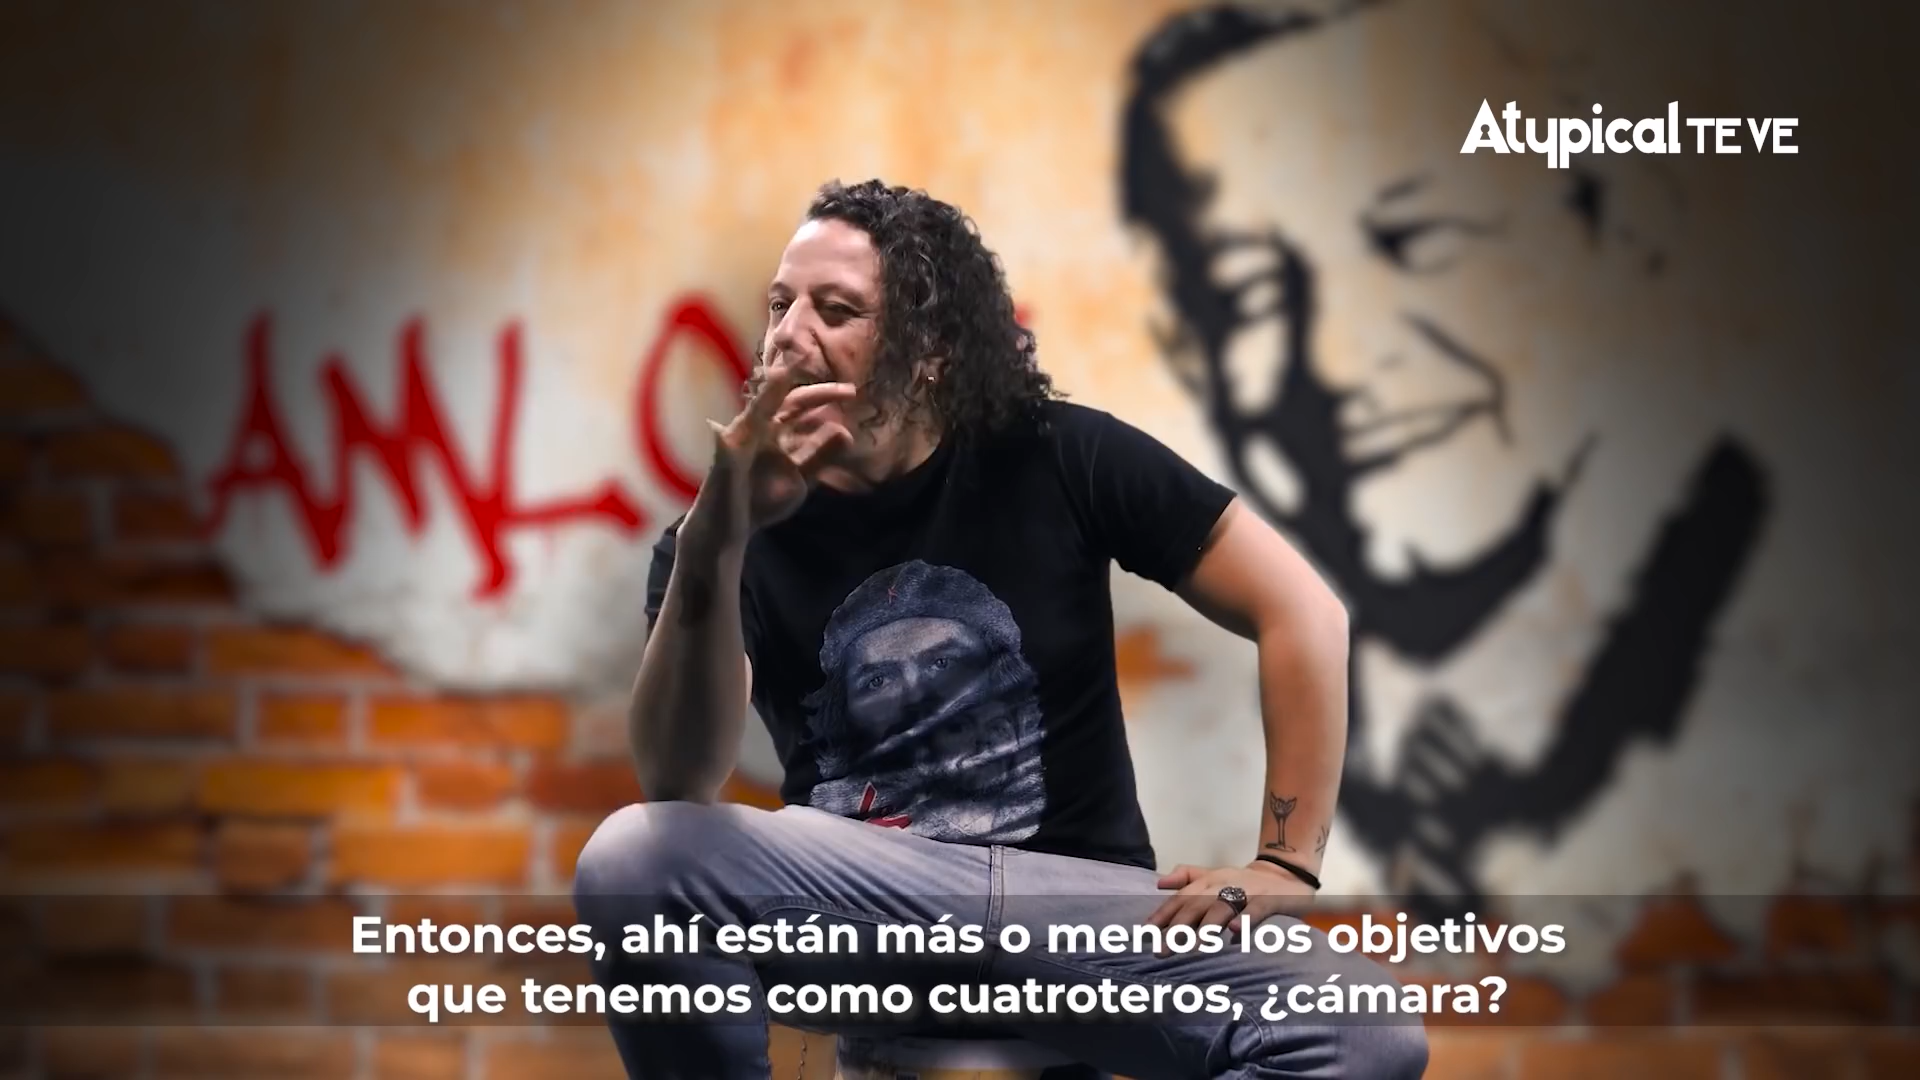 Atypical TE VE
AMLO
Entonces, ahí están más o menos los objetivos
que tenemos como cuatroteros, ¿cámara?